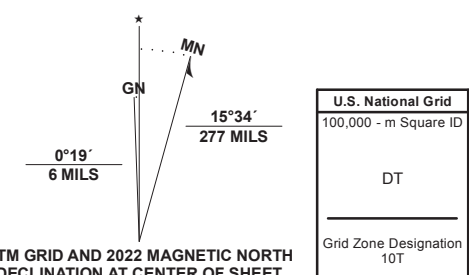 ★
MN
GN
15°34´
277 MILS
0°19´
6 MILS
TM GRID AND 2022 MAGNETIC NORTH
DECLINATION AT CENTER OF SHEET
U.S. National Grid
100,000 - m Square ID
DT
Grid Zone Designation
10T